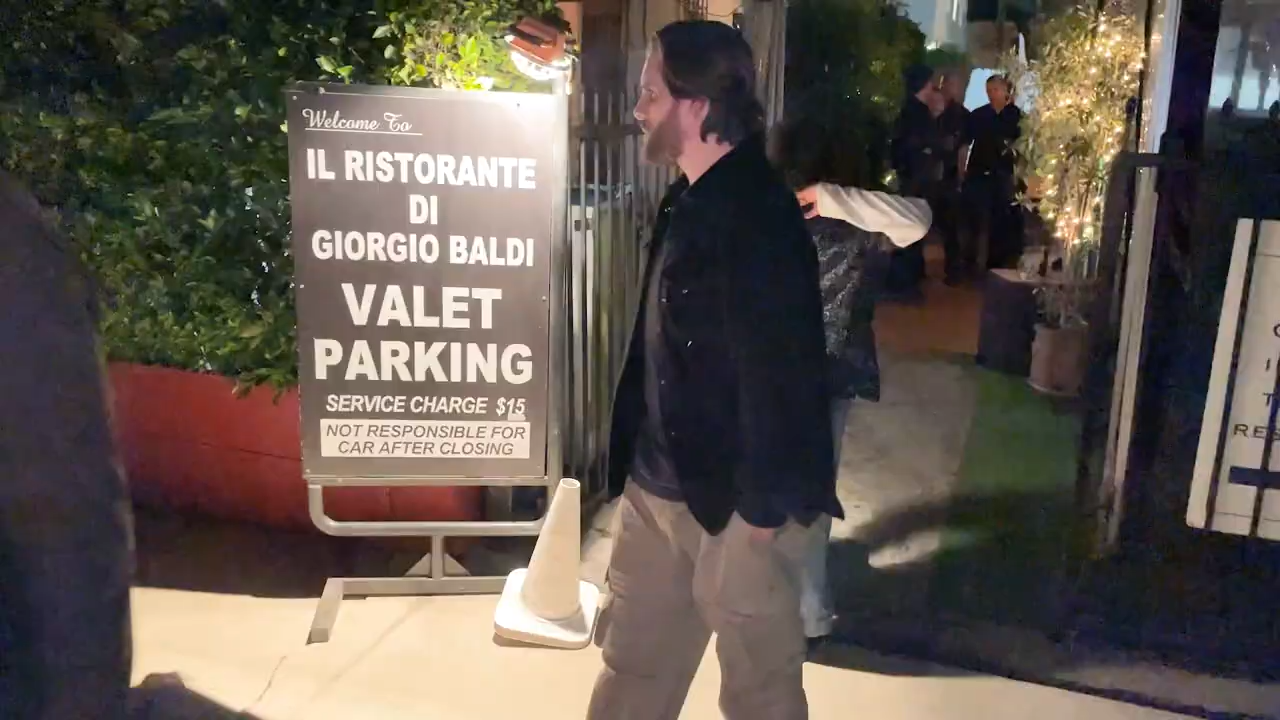 Welcome To
IL RISTORANTE
DI
GIORGIO BALDI
VALET
PARKING
SERVICE CHARGE $15
NOT RESPONSIBLE FOR
CAR AFTER CLOSING